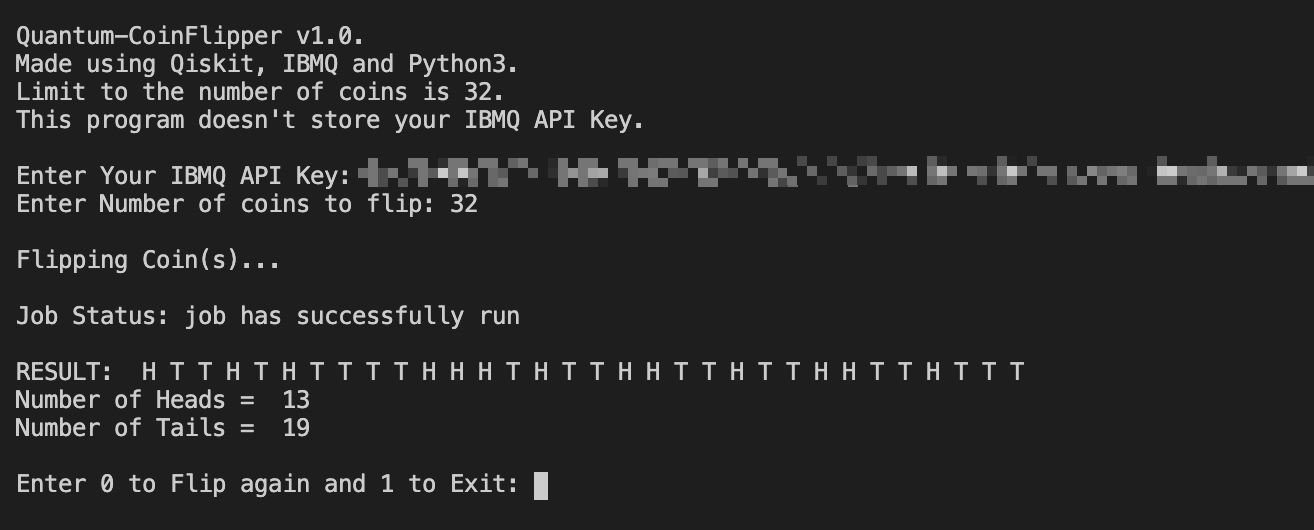 Quantum-CoinFlipper v1.0.
Made using Qiskit, IBMQ and Python3.
Limit to the number of coins is 32.
This program doesn't store your IBMQ API Key.
Enter Your IBMQ API Key:
Enter Number of coins to flip: 32
Flipping Coin(s)...
Job Status: job has successfully run
RESULT: H T T H T H T T T T H H H T H T T H H T T H T T H H T T H T T T
Number of Heads = 13
Number of Tails = 19
Enter 0 to Flip again and 1 to Exit: